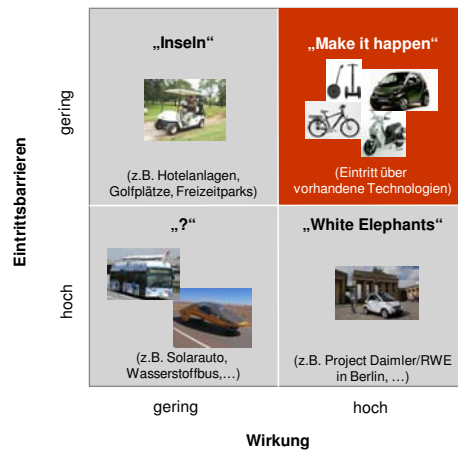 „Inseln“
„Make it happen“
gering
(z.B. Hotelanlagen,
Golfplätze, Freizeitparks)
(Eintritt über
vorhandene Technologien)
Eintrittsbarrieren
„?“
„White Elephants“
hoch
(z.B. Solarauto,
Wasserstoffbus,…)
(z.B. Project Daimler/RWE
in Berlin, …)
gering
hoch
Wirkung